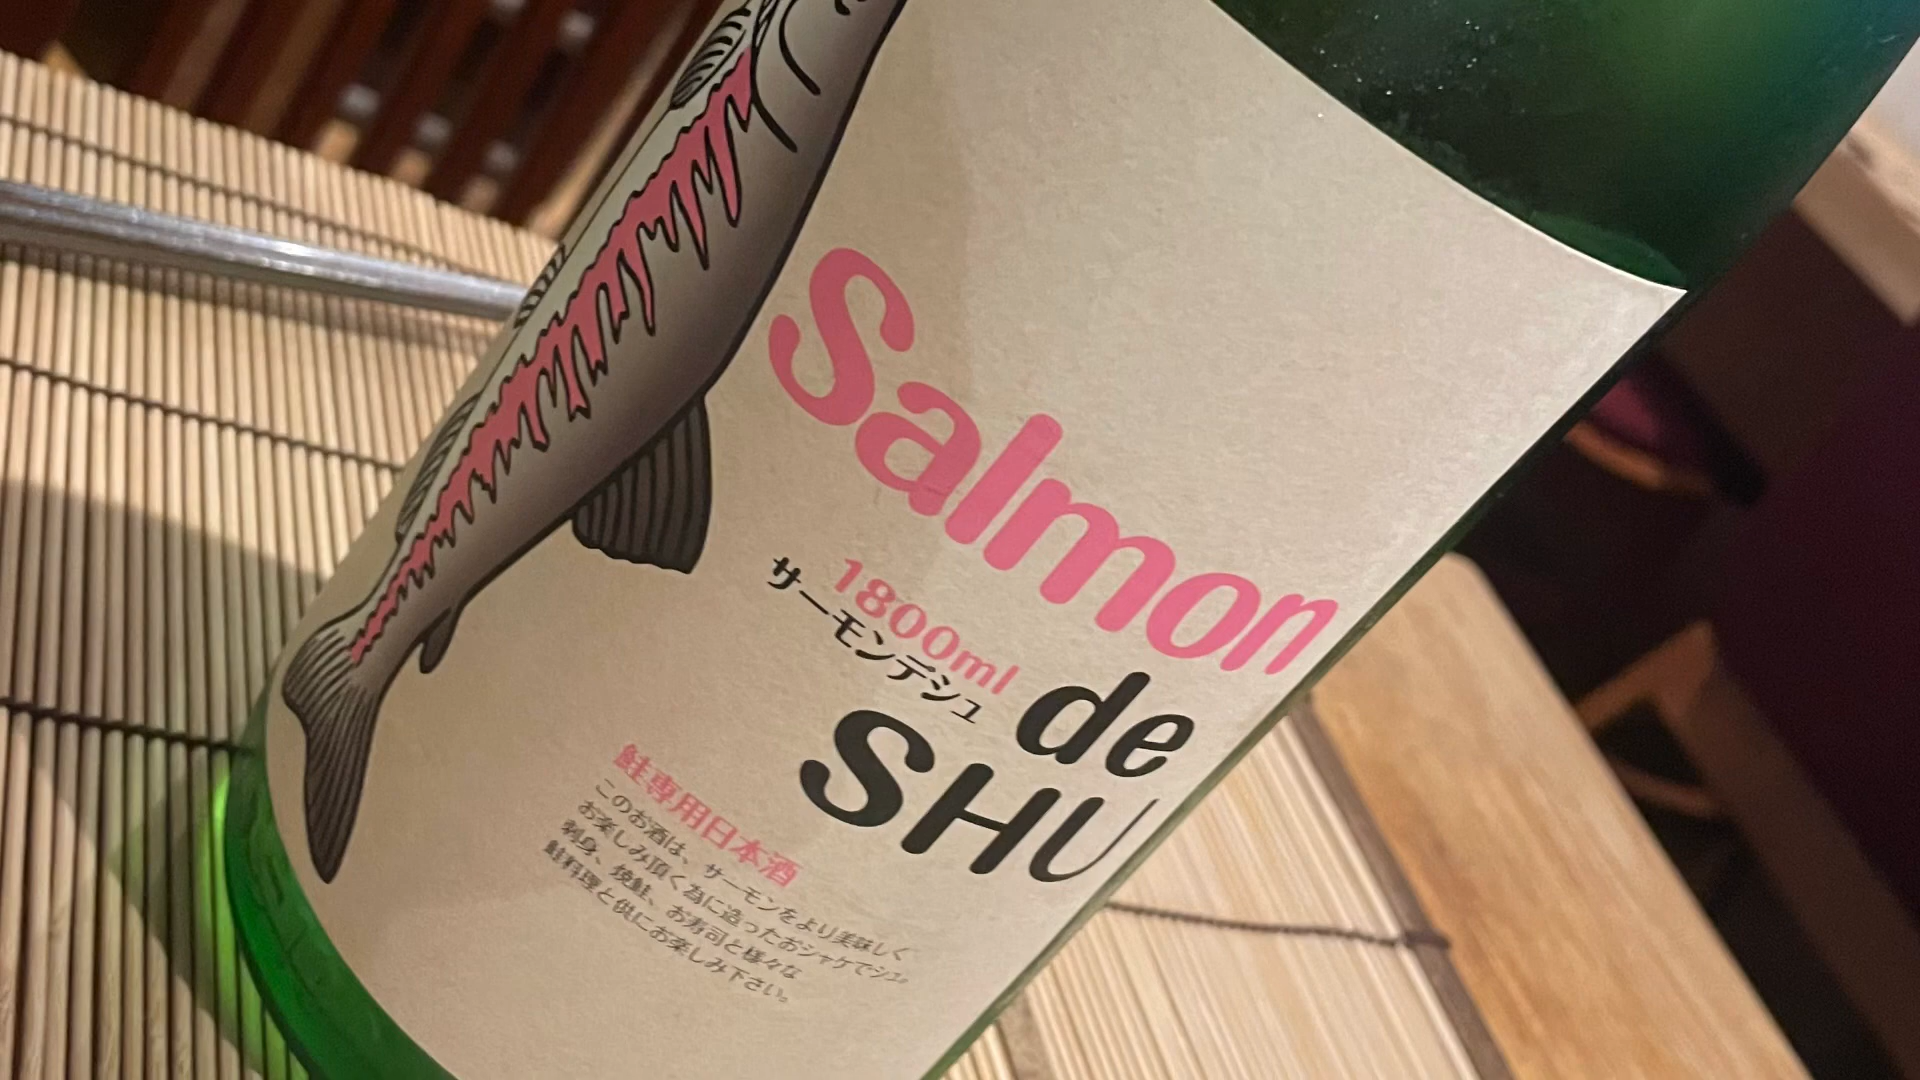 Salmon
1800ml
サーモンデシュ
de
SHU
鮭専用日本酒
このお酒は、サーモンをより美味しく
お楽しみ頂く為に造ったおシャケでシュ。
刺身、焼鮭、お寿司と様々な
鮭料理と供にお楽しみ下さい。